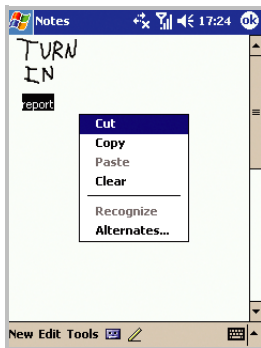 Notes 17:24 ok
TURN
IN
report
Cut
Copy
Paste
Clear
Recognize
Alternates...
New Edit Tools